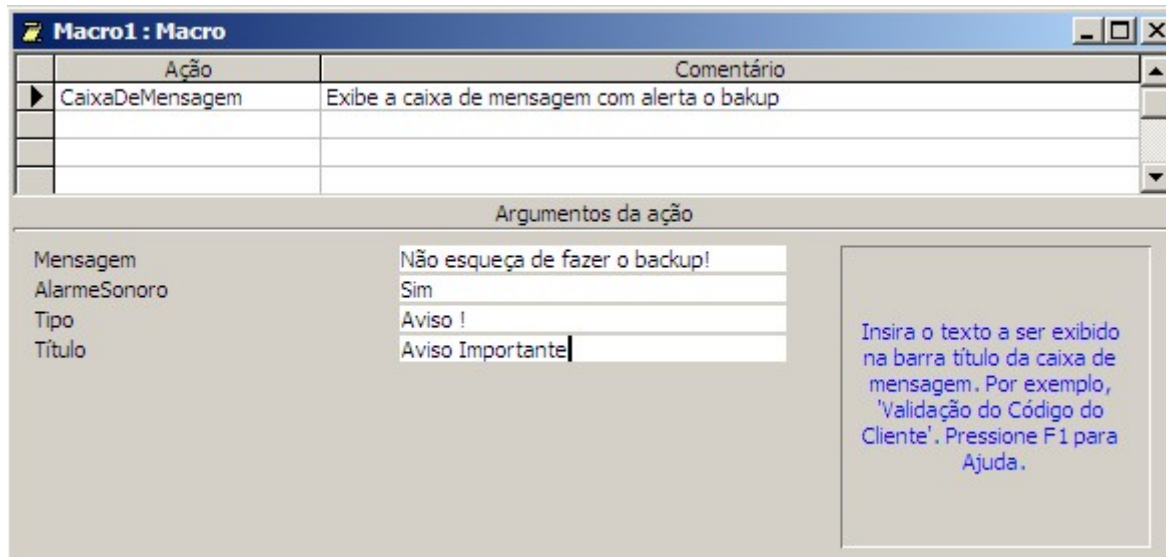 Macro1 : Macro
Ação Comentário
CaixaDeMensagem Exibe a caixa de mensagem com alerta o bakup
Argumentos da ação
Mensagem Não esqueça de fazer o backup!
AlarmeSonoro Sim
Tipo Aviso !
Título Aviso Importante
Insira o texto a ser exibido
na barra título da caixa de
mensagem. Por exemplo,
'Validação do Código do
Cliente'. Pressione F1 para
Ajuda.